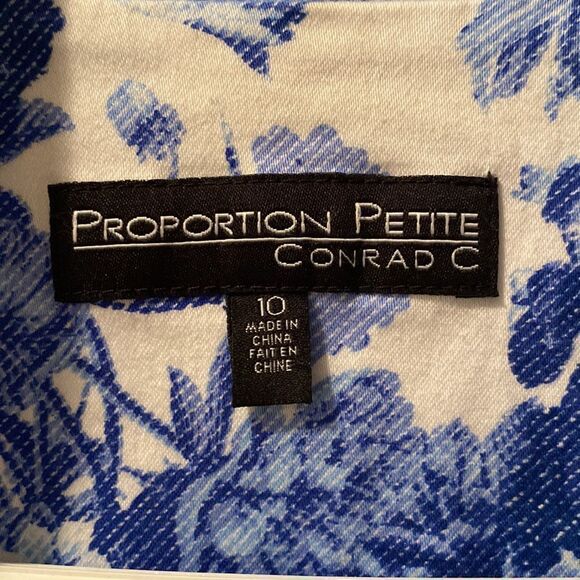 PROPORTION PETITE
CONRAD C
10
MADE IN
CHINA
FAIT EN
CHINE